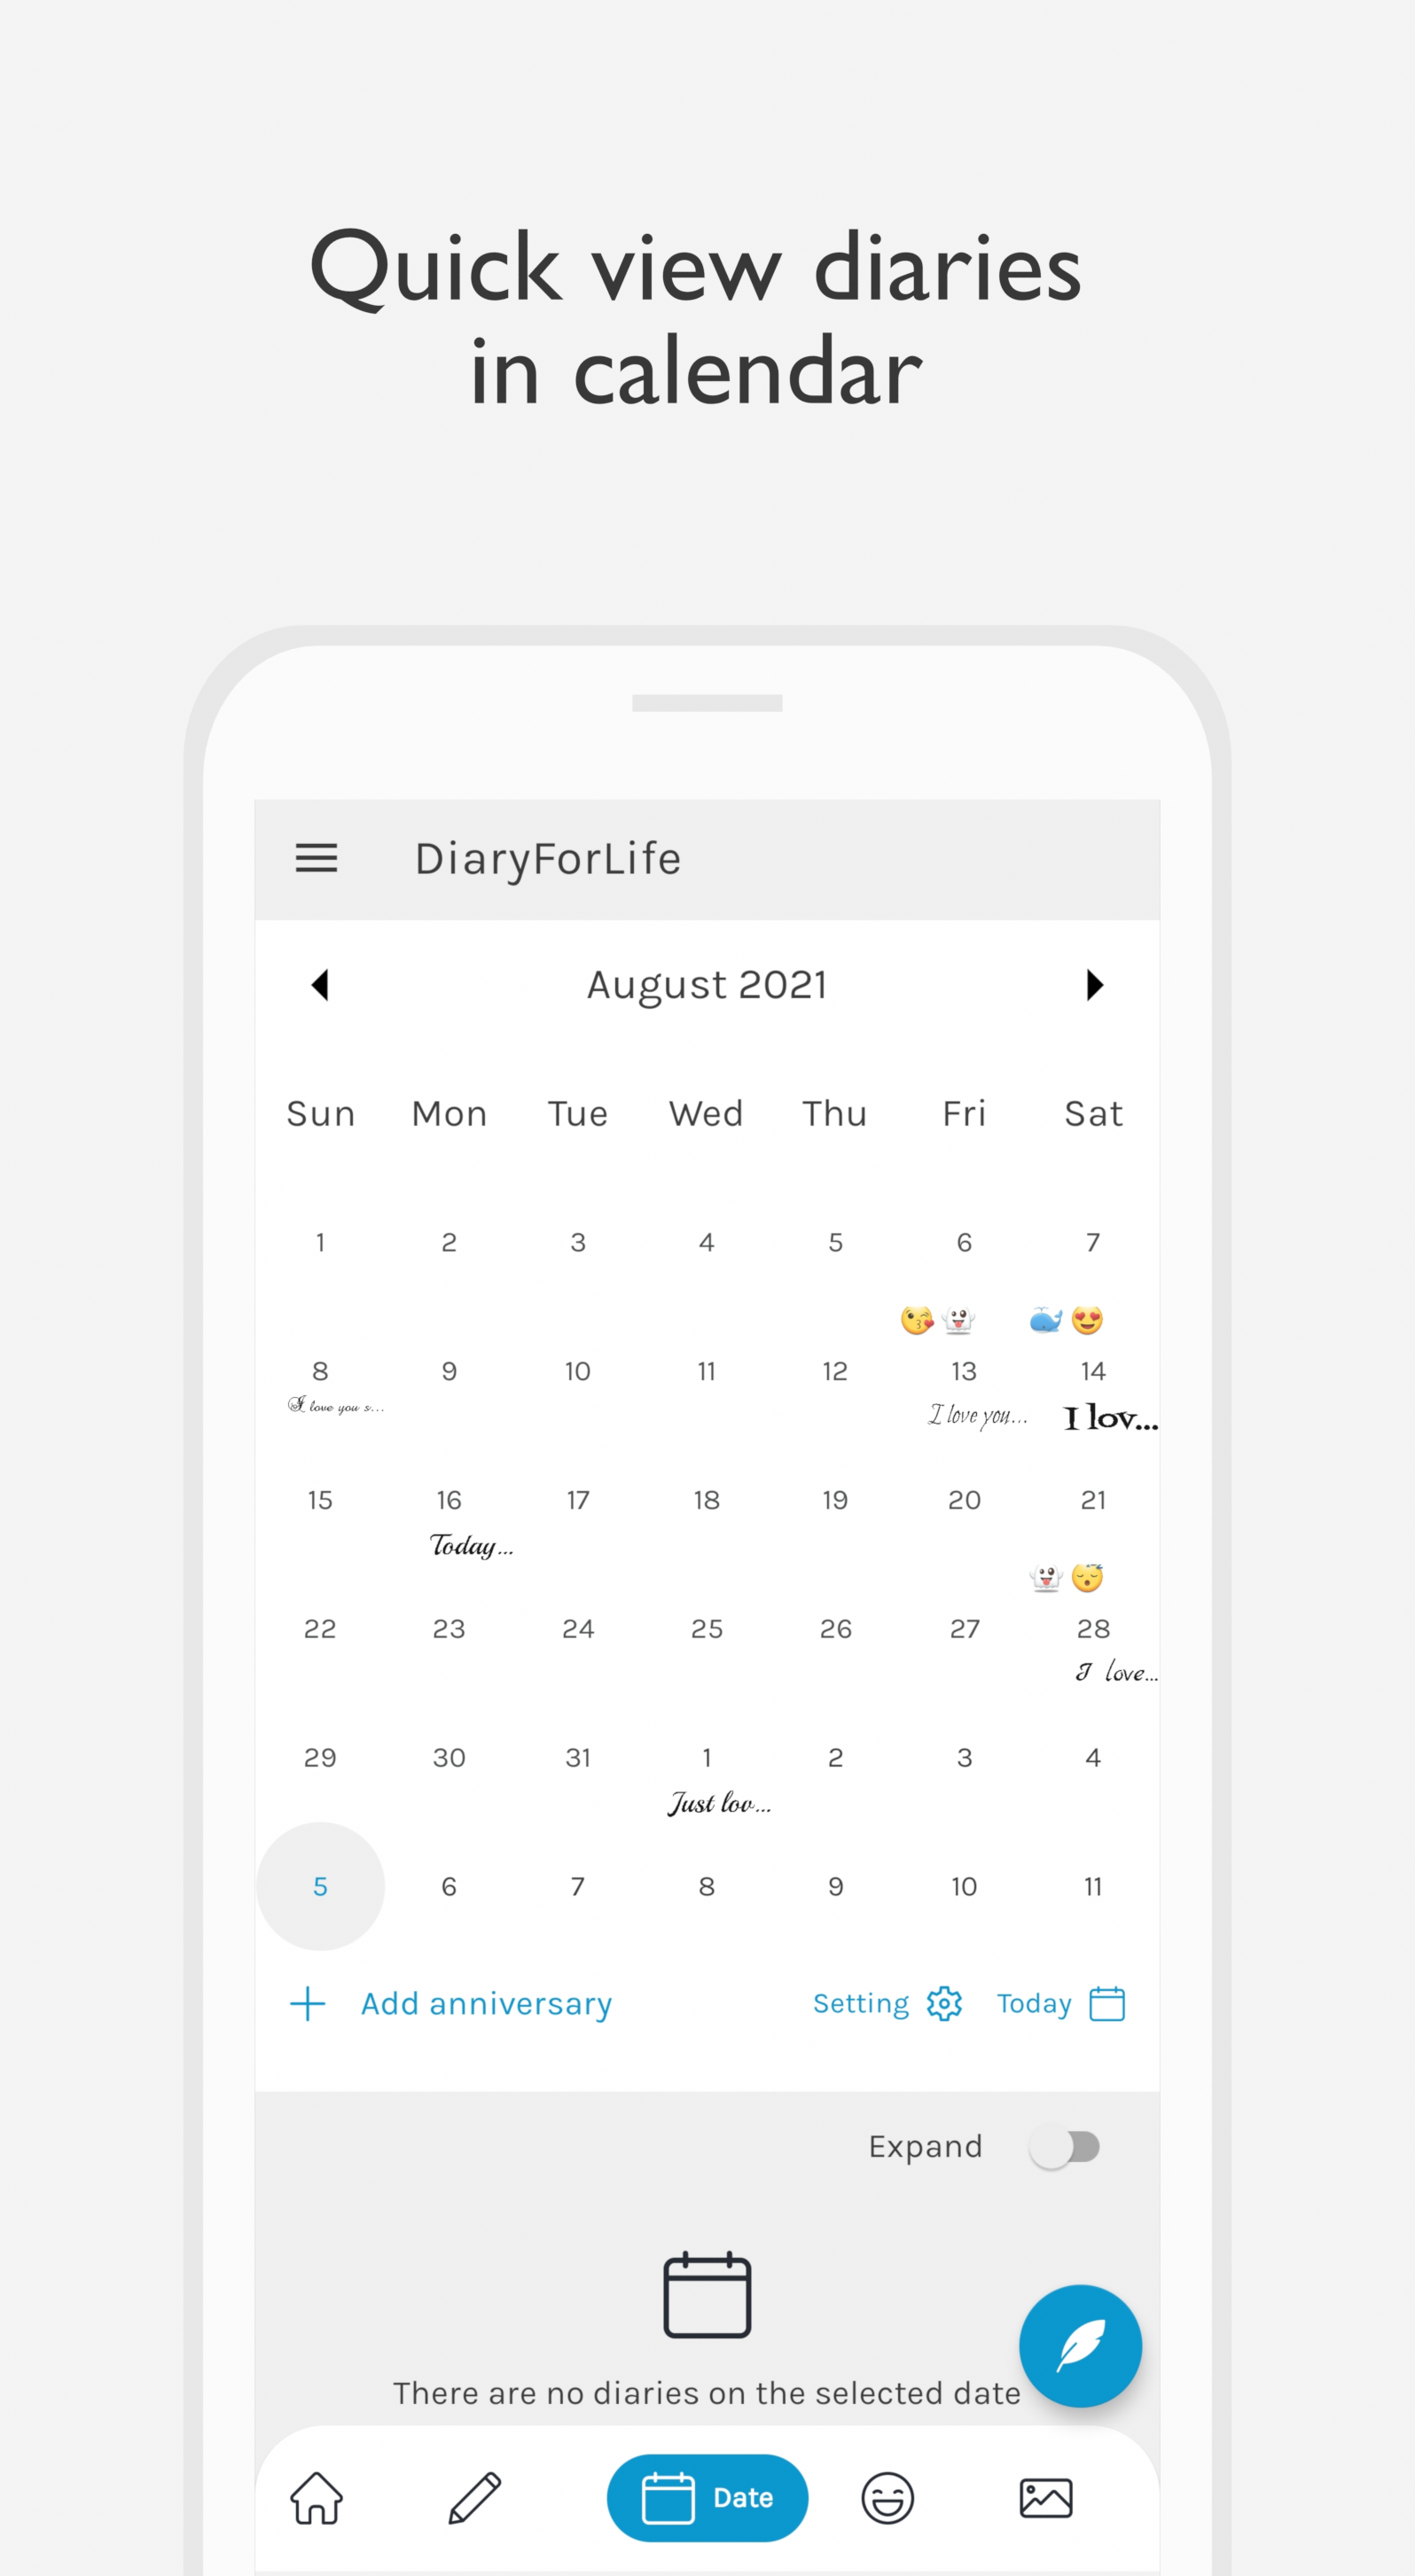 Quick view diaries
in calendar
DiaryForLife
August 2021
Sun Mon Tue Wed Thu Fri Sat
1 2 3 4 5 6 7
8 9 10 11 12 13 14
I love you s... I love you... I lov...
15 16 17 18 19 20 21
Today...
22 23 24 25 26 27 28
I love...
29 30 31 1 2 3 4
Just lov...
5 6 7 8 9 10 11
Add anniversary Setting Today
Expand
There are no diaries on the selected date
Date